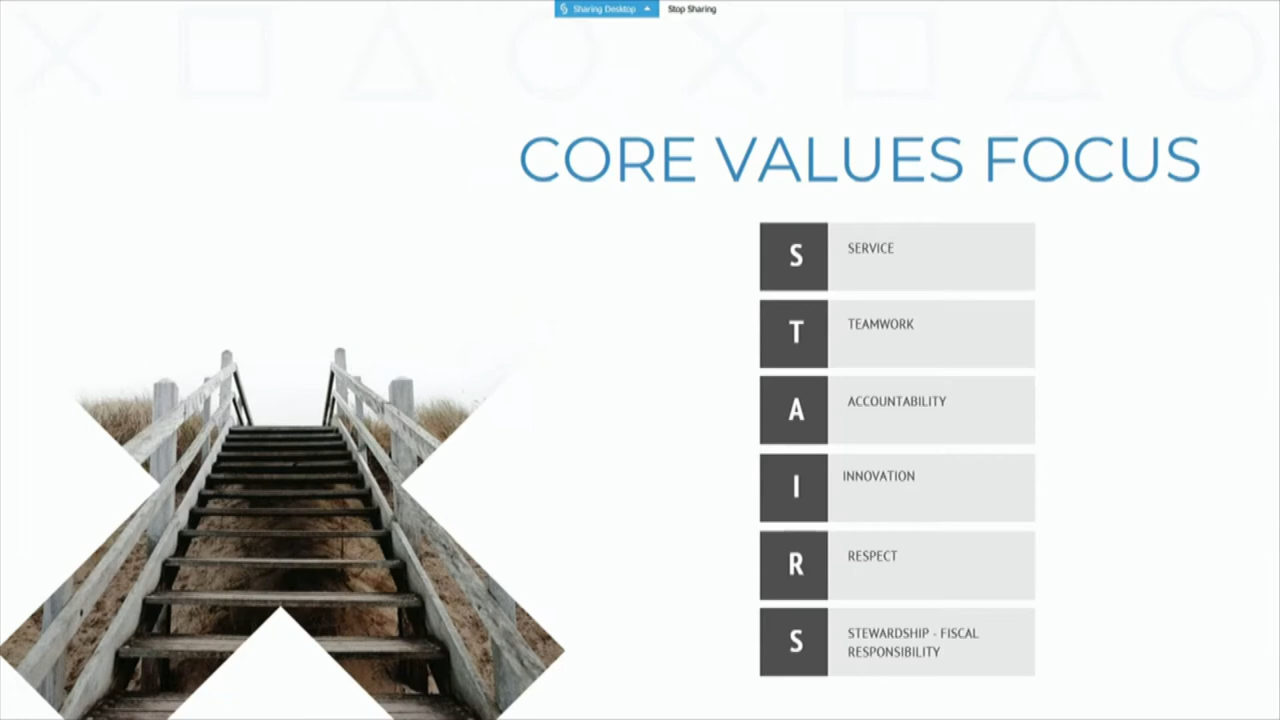 Sharing Desktop
Stop Sharing
CORE VALUES FOCUS
S
SERVICE
T
TEAMWORK
A
ACCOUNTABILITY
I
INNOVATION
R
RESPECT
S
STEWARDSHIP - FISCAL
RESPONSIBILITY